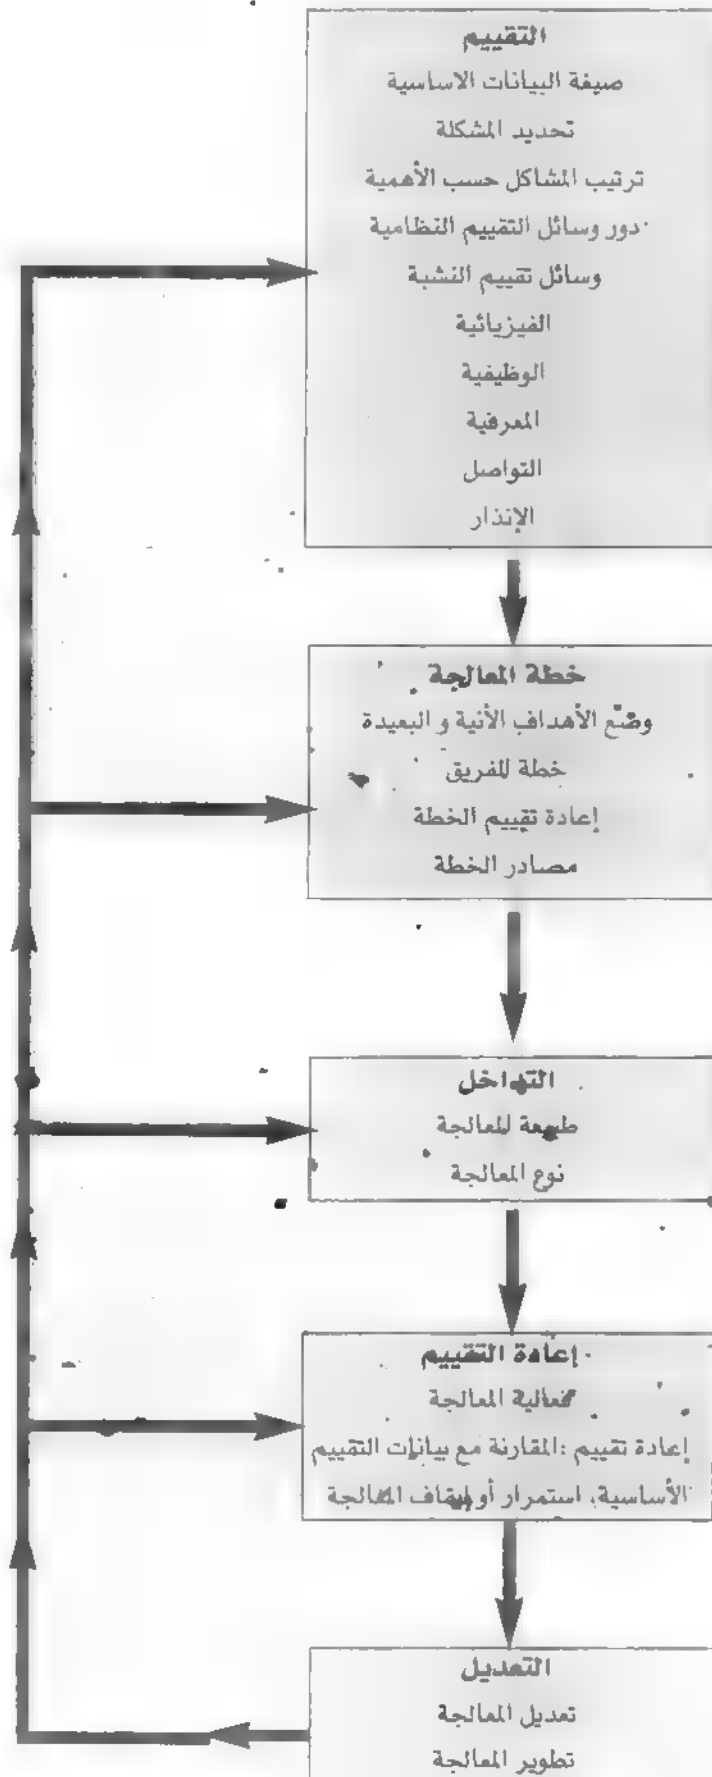 التقييم
صيغة البيانات الاساسية
تحديد المشكلة
ترتيب المشاكل حسب الأهمية
دور وسائل التقييم النظامية
وسائل تقييم النشبة
الفيزيائية
الوظيفية
المعرفية
التواصل
الإنذار
خطة المعالجة
وضْع الأهداف الأنية و البعيدة
خطة للفريق
إعادة تقييم الخطة
مصادر الخطة
التداخل
طبيعة المعالجة
نوع المعالجة
إعادة التقييم
فعالية المعالجة
إعادة تقييم :المقارنة مع بيانات التقييم
الأساسية، استمرار أو إيقاف المعالجة
التعديل
تعديل المعالجة
تطوير المعالجة